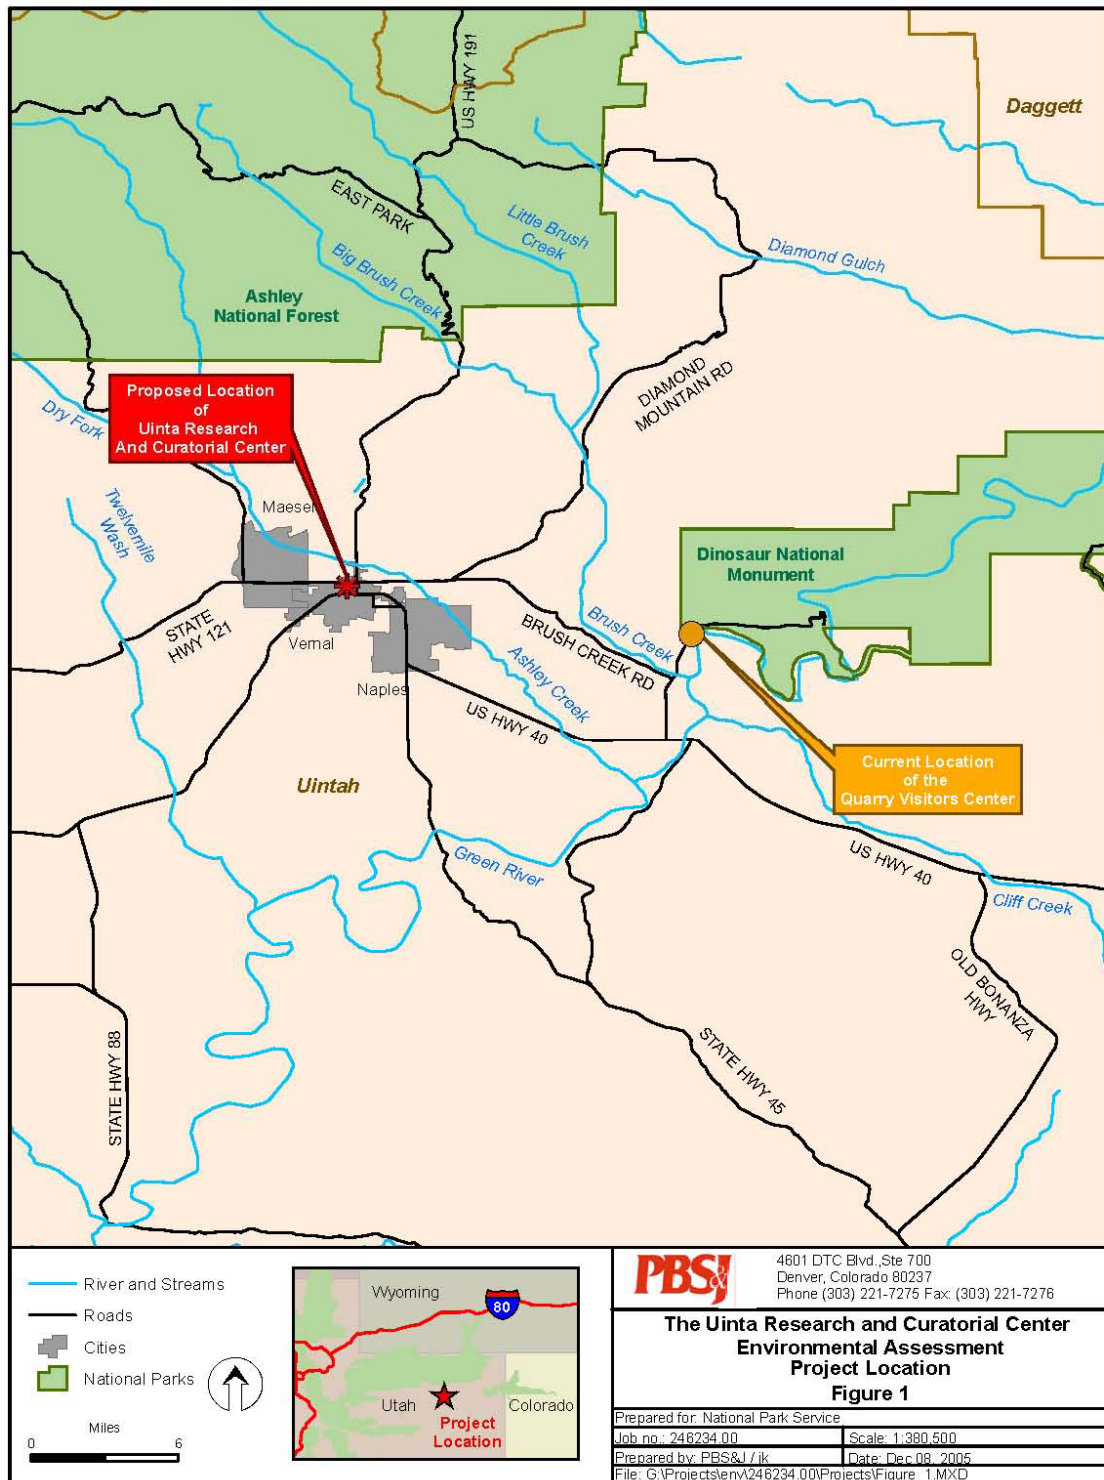 US HWY 191
Daggett
EAST PARK
Little Brush
Creek
Big Brush Creek
Diamond Gulch
Ashley
National Forest
DIAMOND
MOUNTAIN RD
Proposed Location
of
Uinta Research
And Curatorial Center
Dry Fork
Twelvemile
Wash
Maeser
Dinosaur National
Monument
STATE
HWY 121
Vernal
Brush Creek
BRUSH CREEK RD
Ashley Creek
Naples
US HWY 40
Uintah
Current Location
of the
Quarry Visitors Center
Green River
US HWY 40
Cliff Creek
OLD BONANZA
HWY
STATE HWY 88
STATE HWY 45
River and Streams
Roads
Cities
National Parks
Miles
0 6
Wyoming
80
Utah
Colorado
Project
Location
PBS&J
4601 DTC Blvd.,Ste 700
Denver, Colorado 80237
Phone (303) 221-7275 Fax: (303) 221-7276
The Uinta Research and Curatorial Center
Environmental Assessment
Project Location
Figure 1
Prepared for: National Park Service
Job no.: 246234.00
Scale: 1:380,500
Prepared by: PBS&J / jk
Date: Dec 08, 2005
File: G:\Projects\env\246234.00\Projects\Figure_1.MXD